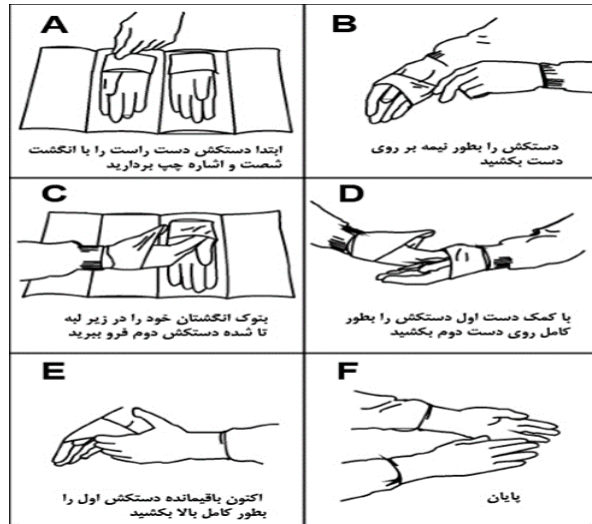 A
ابتدا دستکش دست راست را با انگشت
شصت و اشاره چپ بردارید
B
دستکش را بطور نیمه بر روی
دست بکشید
C
بنوک انگشتان خود را در زیر لبه
تا شده دستکش دوم فرو ببرید
D
با کمک دست اول دستکش را بطور
کامل روی دست دوم بکشید
E
اکنون باقیمانده دستکش اول را
بطور کامل بالا بکشید
F
پایان